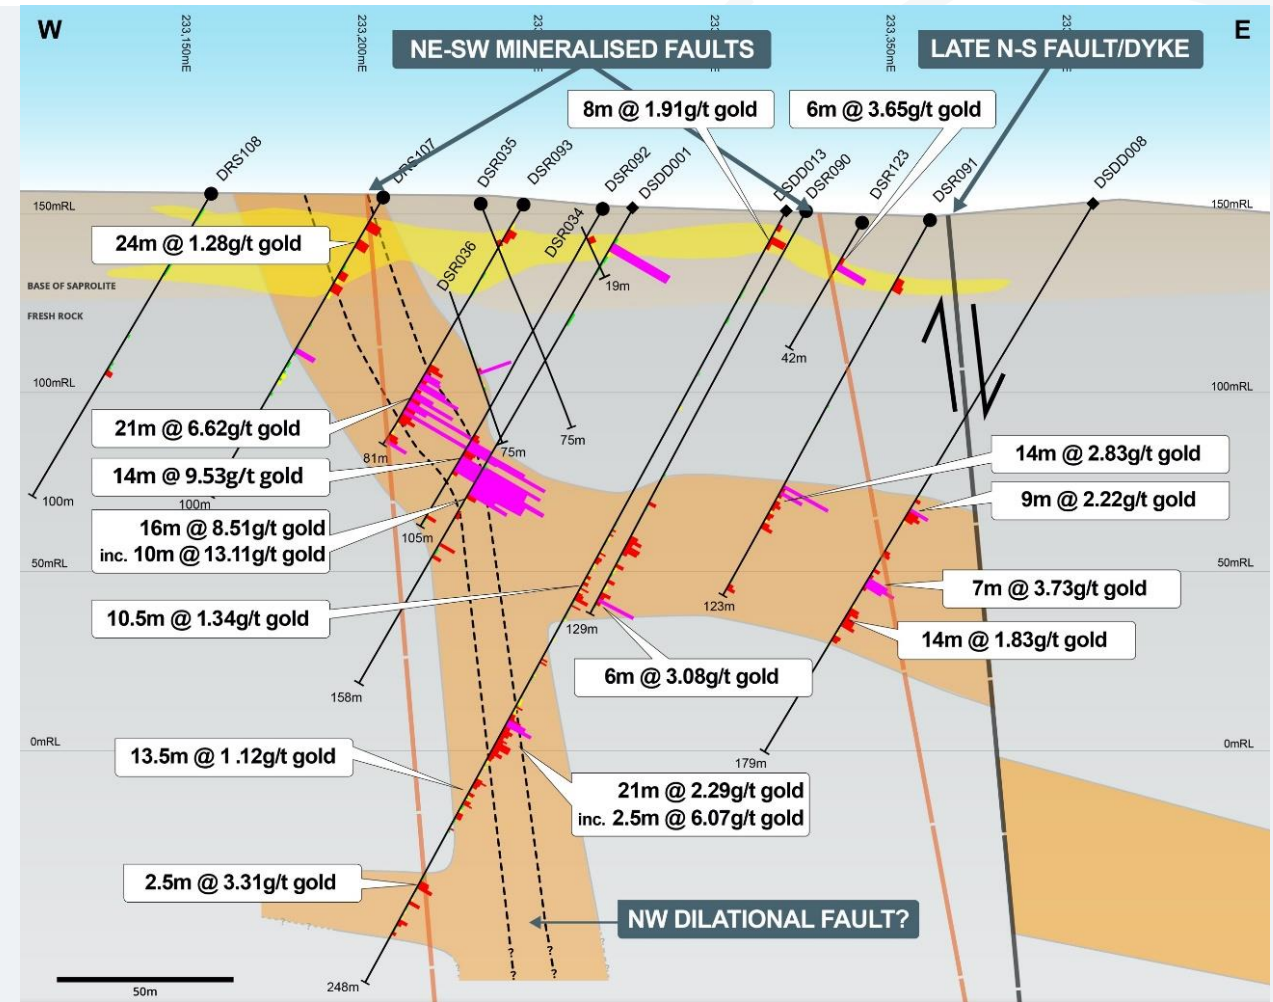 W
E
233,150mE
233,200mE
233,350mE
NE-SW MINERALISED FAULTS
LATE N-S FAULT/DYKE
8m @ 1.91g/t gold
6m @ 3.65g/t gold
DRS108
DRS107
DSR035
DSR093
DSR092
DSDD001
DSDD013
DSR090
DSR123
DSR091
DSDD008
150mRL
150mRL
DSR034
DSR036
24m @ 1.28g/t gold
19m
BASE OF SAPROLITE
FRESH ROCK
42m
100mRL
100mRL
21m @ 6.62g/t gold
75m
75m
81m
14m @ 9.53g/t gold
14m @ 2.83g/t gold
100m
100m
9m @ 2.22g/t gold
16m @ 8.51g/t gold
inc. 10m @ 13.11g/t gold
105m
50mRL
50mRL
7m @ 3.73g/t gold
123m
10.5m @ 1.34g/t gold
129m
14m @ 1.83g/t gold
6m @ 3.08g/t gold
158m
0mRL
0mRL
13.5m @ 1.12g/t gold
179m
21m @ 2.29g/t gold
inc. 2.5m @ 6.07g/t gold
2.5m @ 3.31g/t gold
NW DILATIONAL FAULT?
? ?
? ?
248m
50m